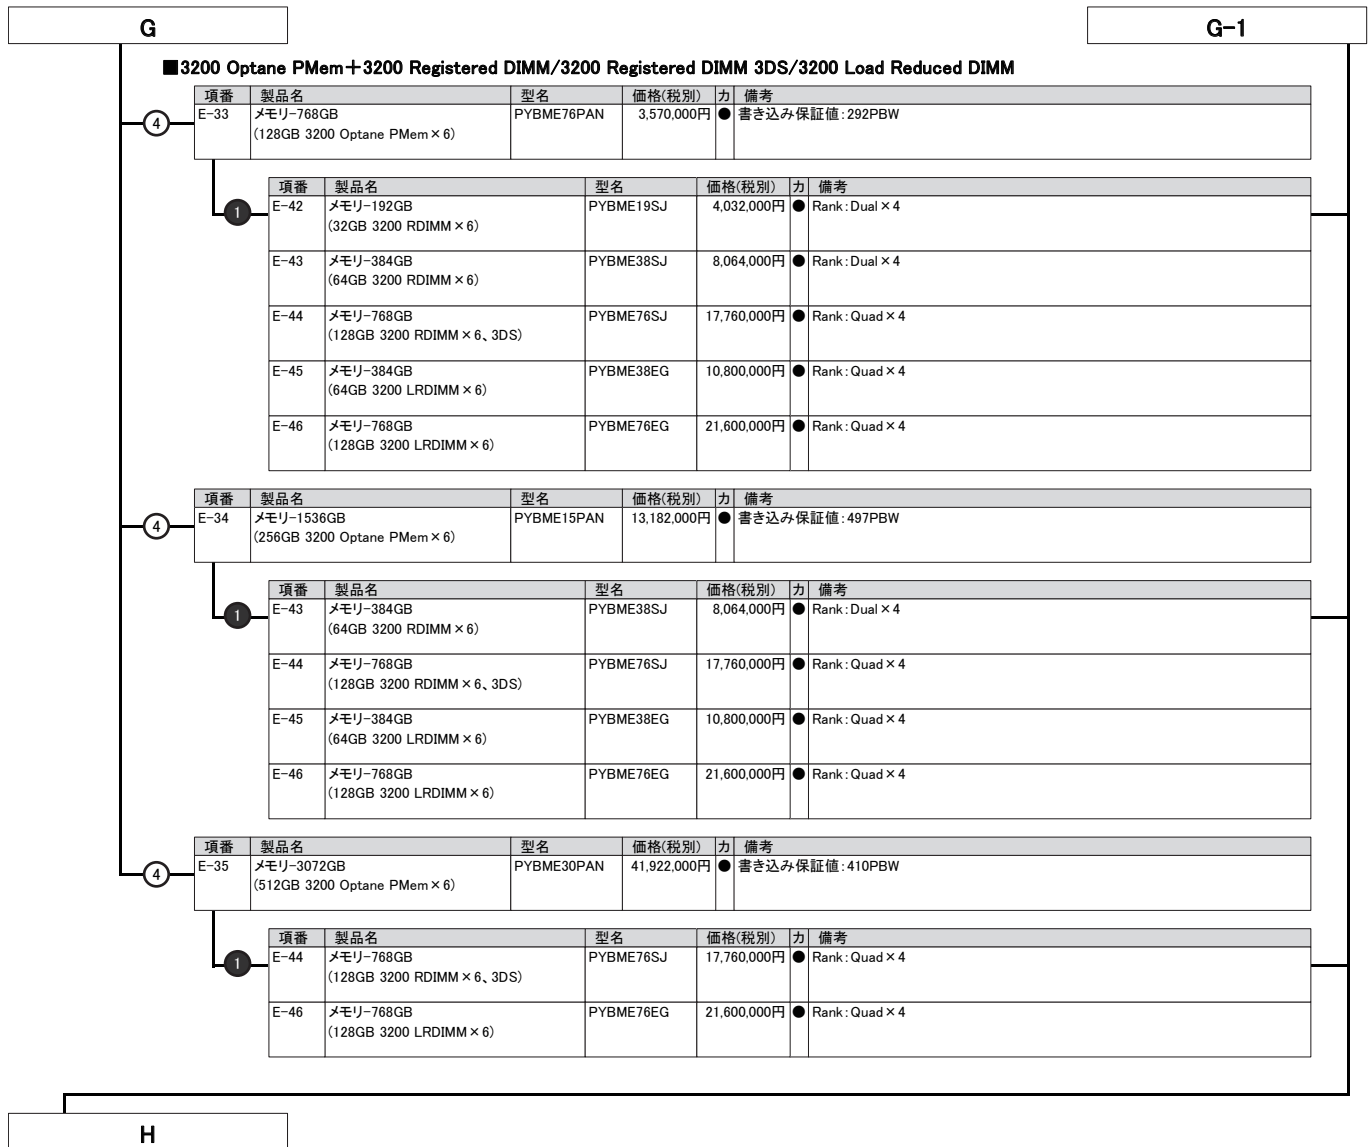 G
G-1
■3200 Optane PMem+3200 Registered DIMM/3200 Registered DIMM 3DS/3200 Load Reduced DIMM
項番 製品名 型名 価格(税別) カ 備考
④ E-33 メモリ-768GB PYBME76PAN 3,570,000円 ● 書き込み保証値:292PBW
(128GB 3200 Optane PMem×6)
項番 製品名 型名 価格(税別) カ 備考
❶ E-42 メモリ-192GB PYBME19SJ 4,032,000円 ● Rank:Dual×4
(32GB 3200 RDIMM×6)
E-43 メモリ-384GB PYBME38SJ 8,064,000円 ● Rank:Dual×4
(64GB 3200 RDIMM×6)
E-44 メモリ-768GB PYBME76SJ 17,760,000円 ● Rank:Quad×4
(128GB 3200 RDIMM×6、3DS)
E-45 メモリ-384GB PYBME38EG 10,800,000円 ● Rank:Quad×4
(64GB 3200 LRDIMM×6)
E-46 メモリ-768GB PYBME76EG 21,600,000円 ● Rank:Quad×4
(128GB 3200 LRDIMM×6)
項番 製品名 型名 価格(税別) カ 備考
④ E-34 メモリ-1536GB PYBME15PAN 13,182,000円 ● 書き込み保証値:497PBW
(256GB 3200 Optane PMem×6)
項番 製品名 型名 価格(税別) カ 備考
❶ E-43 メモリ-384GB PYBME38SJ 8,064,000円 ● Rank:Dual×4
(64GB 3200 RDIMM×6)
E-44 メモリ-768GB PYBME76SJ 17,760,000円 ● Rank:Quad×4
(128GB 3200 RDIMM×6、3DS)
E-45 メモリ-384GB PYBME38EG 10,800,000円 ● Rank:Quad×4
(64GB 3200 LRDIMM×6)
E-46 メモリ-768GB PYBME76EG 21,600,000円 ● Rank:Quad×4
(128GB 3200 LRDIMM×6)
項番 製品名 型名 価格(税別) カ 備考
④ E-35 メモリ-3072GB PYBME30PAN 41,922,000円 ● 書き込み保証値:410PBW
(512GB 3200 Optane PMem×6)
項番 製品名 型名 価格(税別) カ 備考
❶ E-44 メモリ-768GB PYBME76SJ 17,760,000円 ● Rank:Quad×4
(128GB 3200 RDIMM×6、3DS)
E-46 メモリ-768GB PYBME76EG 21,600,000円 ● Rank:Quad×4
(128GB 3200 LRDIMM×6)
H